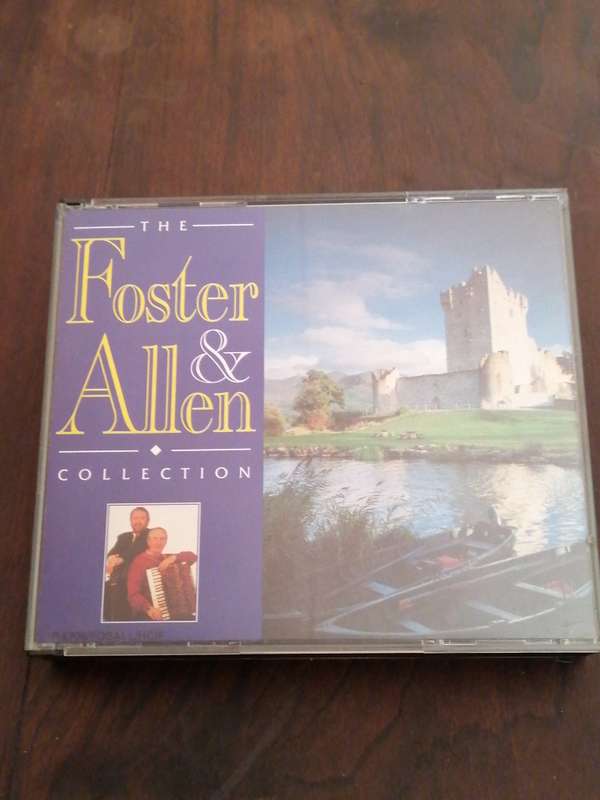 THE
Foster
&
Allen
COLLECTION